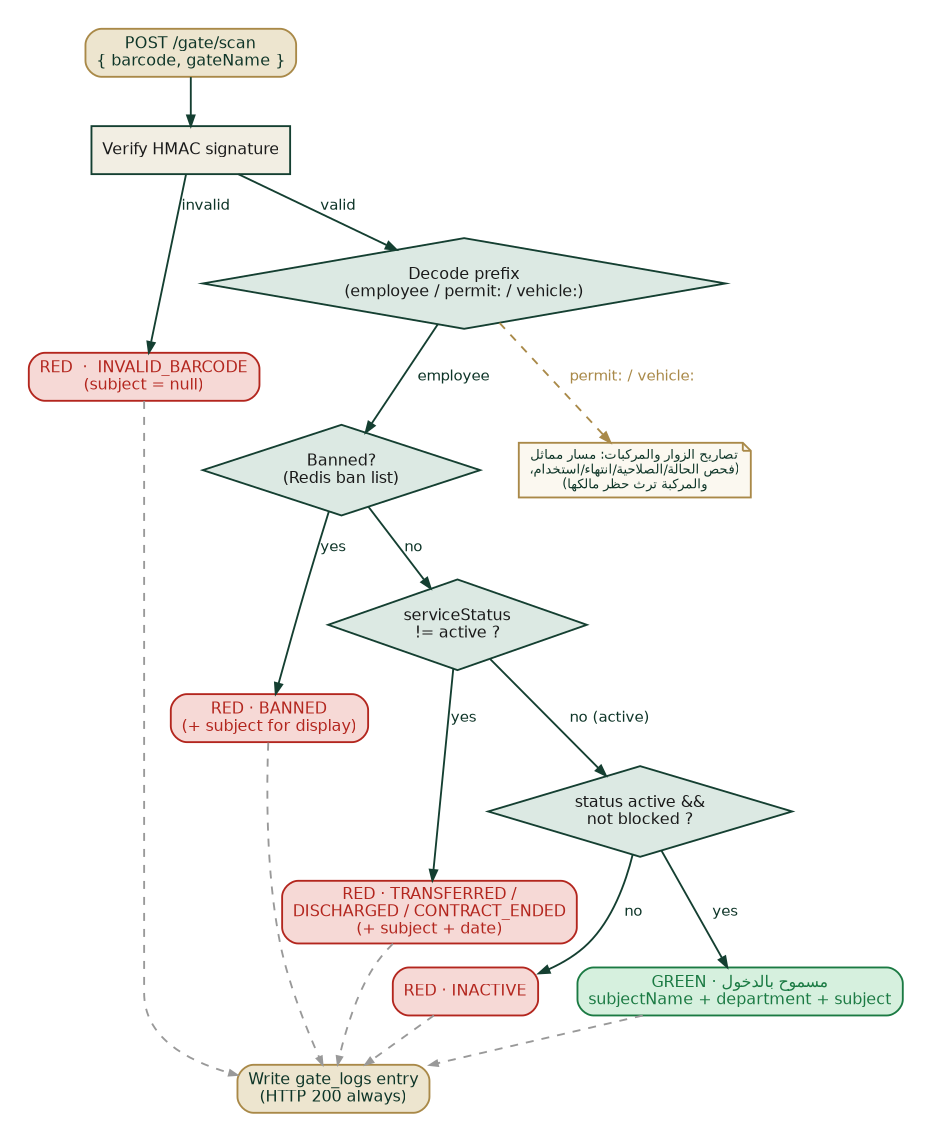 POST /gate/scan
{ barcode, gateName }
Verify HMAC signature
invalid
valid
Decode prefix
(employee / permit: / vehicle:)
RED · INVALID_BARCODE
(subject = null)
employee
permit: / vehicle:
Banned?
(Redis ban list)
تصاريح الزوار والمركبات: مسار مماثل
(فحص الحالة/الصلاحية/انتهاء/استخدام،
والمركبة ترث حظر مالكها)
yes
no
serviceStatus
!= active ?
RED · BANNED
(+ subject for display)
yes
no (active)
status active &&
not blocked ?
RED · TRANSFERRED /
DISCHARGED / CONTRACT_ENDED
(+ subject + date)
no
yes
RED · INACTIVE
GREEN · مسموح بالدخول
subjectName + department + subject
Write gate_logs entry
(HTTP 200 always)